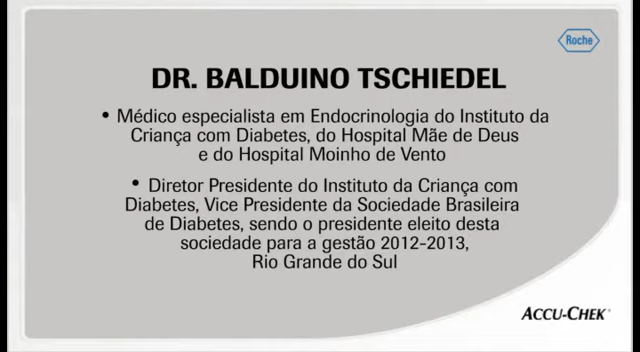 Roche
DR. BALDUINO TSCHIEDEL
• Médico especialista em Endocrinologia do Instituto da
Criança com Diabetes, do Hospital Mãe de Deus
e do Hospital Moinho de Vento
• Diretor Presidente do Instituto da Criança com
Diabetes, Vice Presidente da Sociedade Brasileira
de Diabetes, sendo o presidente eleito desta
sociedade para a gestão 2012-2013,
Rio Grande do Sul
ACCU-CHEK®